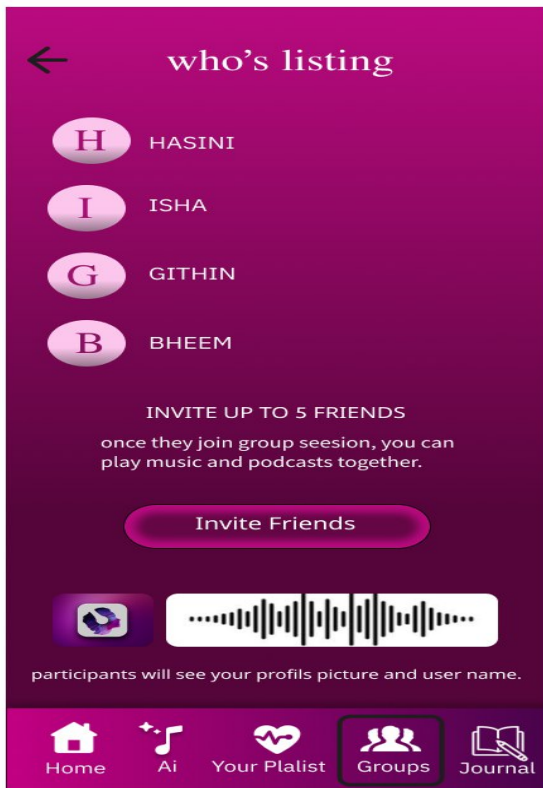 who's listing
H HASINI
I ISHA
G GITHIN
B BHEEM
INVITE UP TO 5 FRIENDS
once they join group seesion, you can
play music and podcasts together.
Invite Friends
participants will see your profils picture and user name.
Home Ai Your Plalist Groups Journal